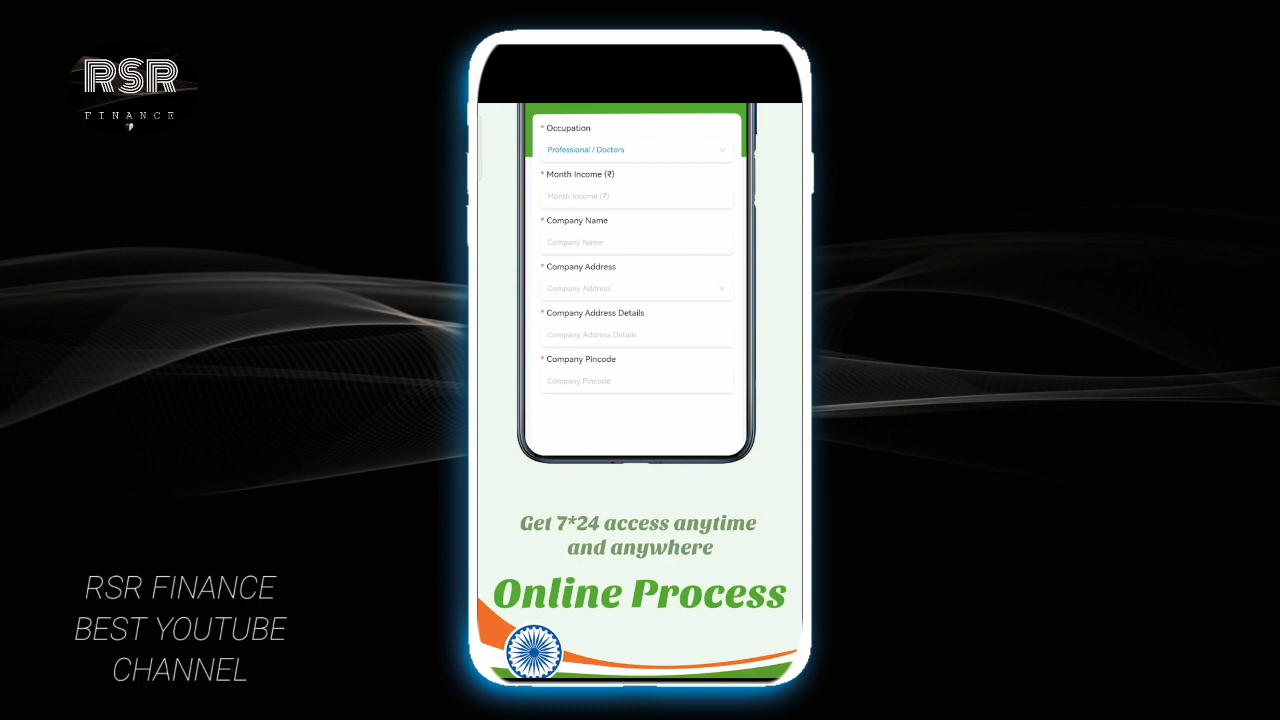 RSR
FINANCE
* Occupation
Professional / Doctors
* Month Income (₹)
Month Income (₹)
* Company Name
Company Name
* Company Address
Company Address
* Company Address Details
Company Address Details
* Company Pincode
Company Pincode
Get 7*24 access anytime
and anywhere
Online Process
RSR FINANCE
BEST YOUTUBE
CHANNEL